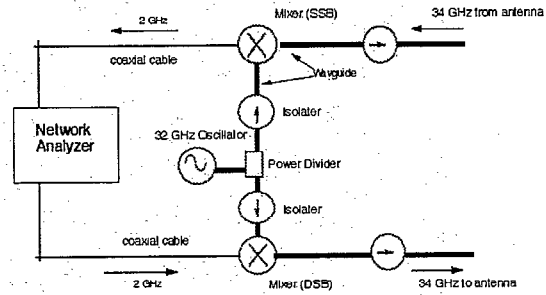 Mixer (SSB)
2 GHz
34 GHz from antenna
coaxial cable
Waveguide
Isolater
Network
Analyzer
32 GHz Oscillator
Power Divider
Isolater
coaxial cable
2 GHz
Mixer (DSB)
34 GHz to antenna